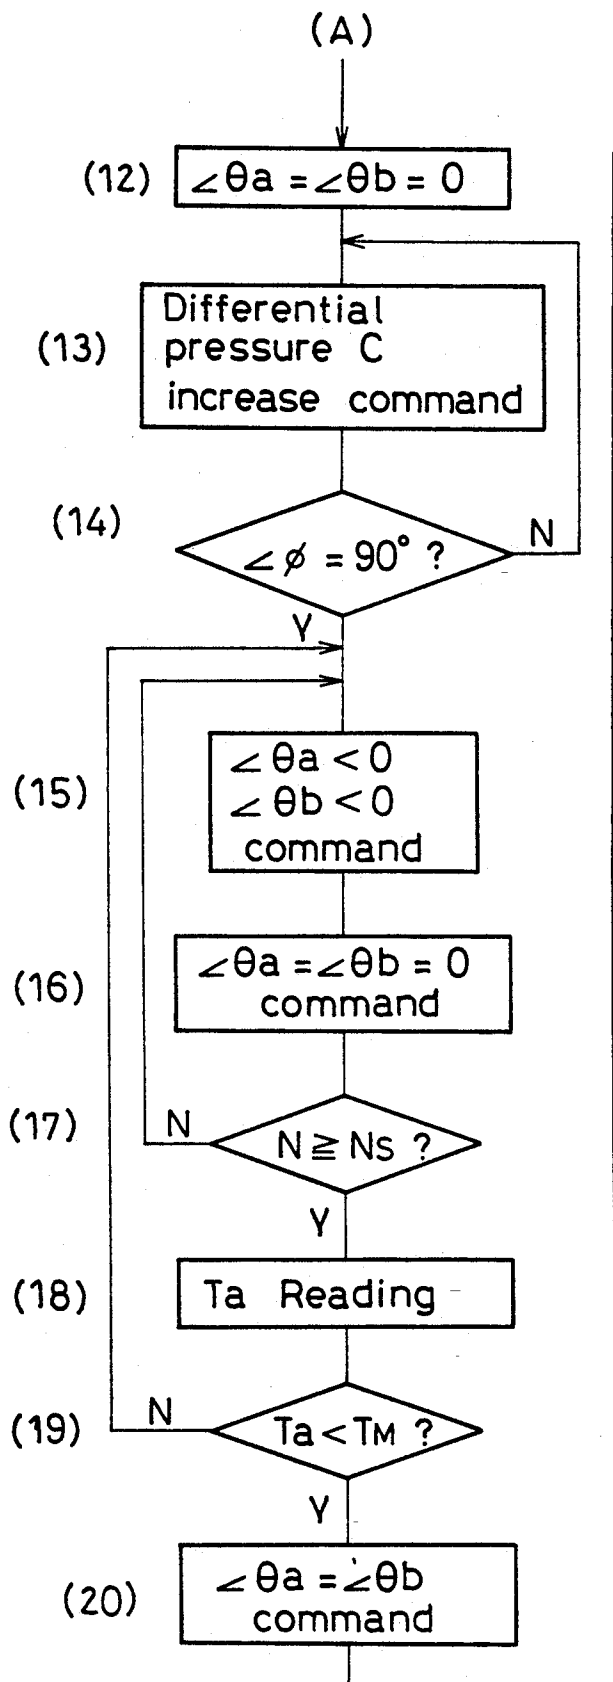 (A)
(12) ∠θa = ∠θb = 0
(13)
Differential
pressure C
increase command
(14)
∠ø = 90° ?
N
Y
(15)
∠θa < 0
∠θb < 0
command
(16)
∠θa = ∠θb = 0
command
(17)
N
N ≧ Ns ?
Y
(18) Ta Reading
(19)
N
Ta < TM ?
Y
(20)
∠θa = ∠θb
command